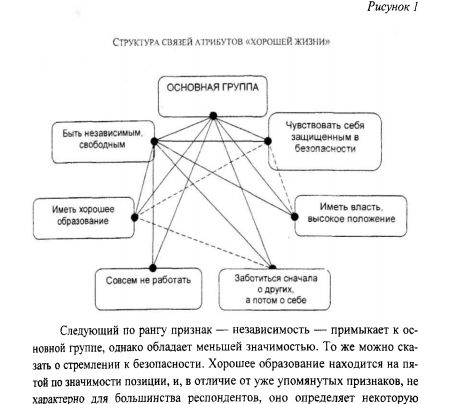 Рисунок 1
СТРУКТУРА СВЯЗЕЙ АТРИБУТОВ «ХОРОШЕЙ ЖИЗНИ»
ОСНОВНАЯ ГРУППА
Быть независимым,
свободным
Чувствовать себя
защищенным в
безопасности
Иметь хорошее
образование
Иметь власть,
высокое положение
Совсем не работать
Заботиться сначала
о других,
а потом о себе
Следующий по рангу признак — независимость — примыкает к ос-
новной группе, однако обладает меньшей значимостью. То же можно ска-
зать о стремлении к безопасности. Хорошее образование находится на пя-
той по значимости позиции, и, в отличие от уже упомянутых признаков, не
характерно для большинства респондентов, оно определяет некоторую